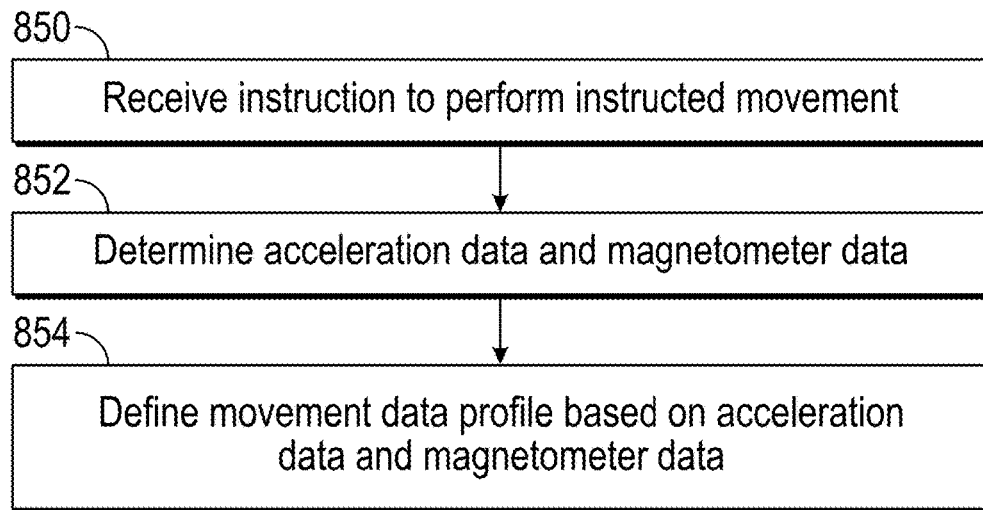 850
Receive instruction to perform instructed movement
852
Determine acceleration data and magnetometer data
854
Define movement data profile based on acceleration
data and magnetometer data